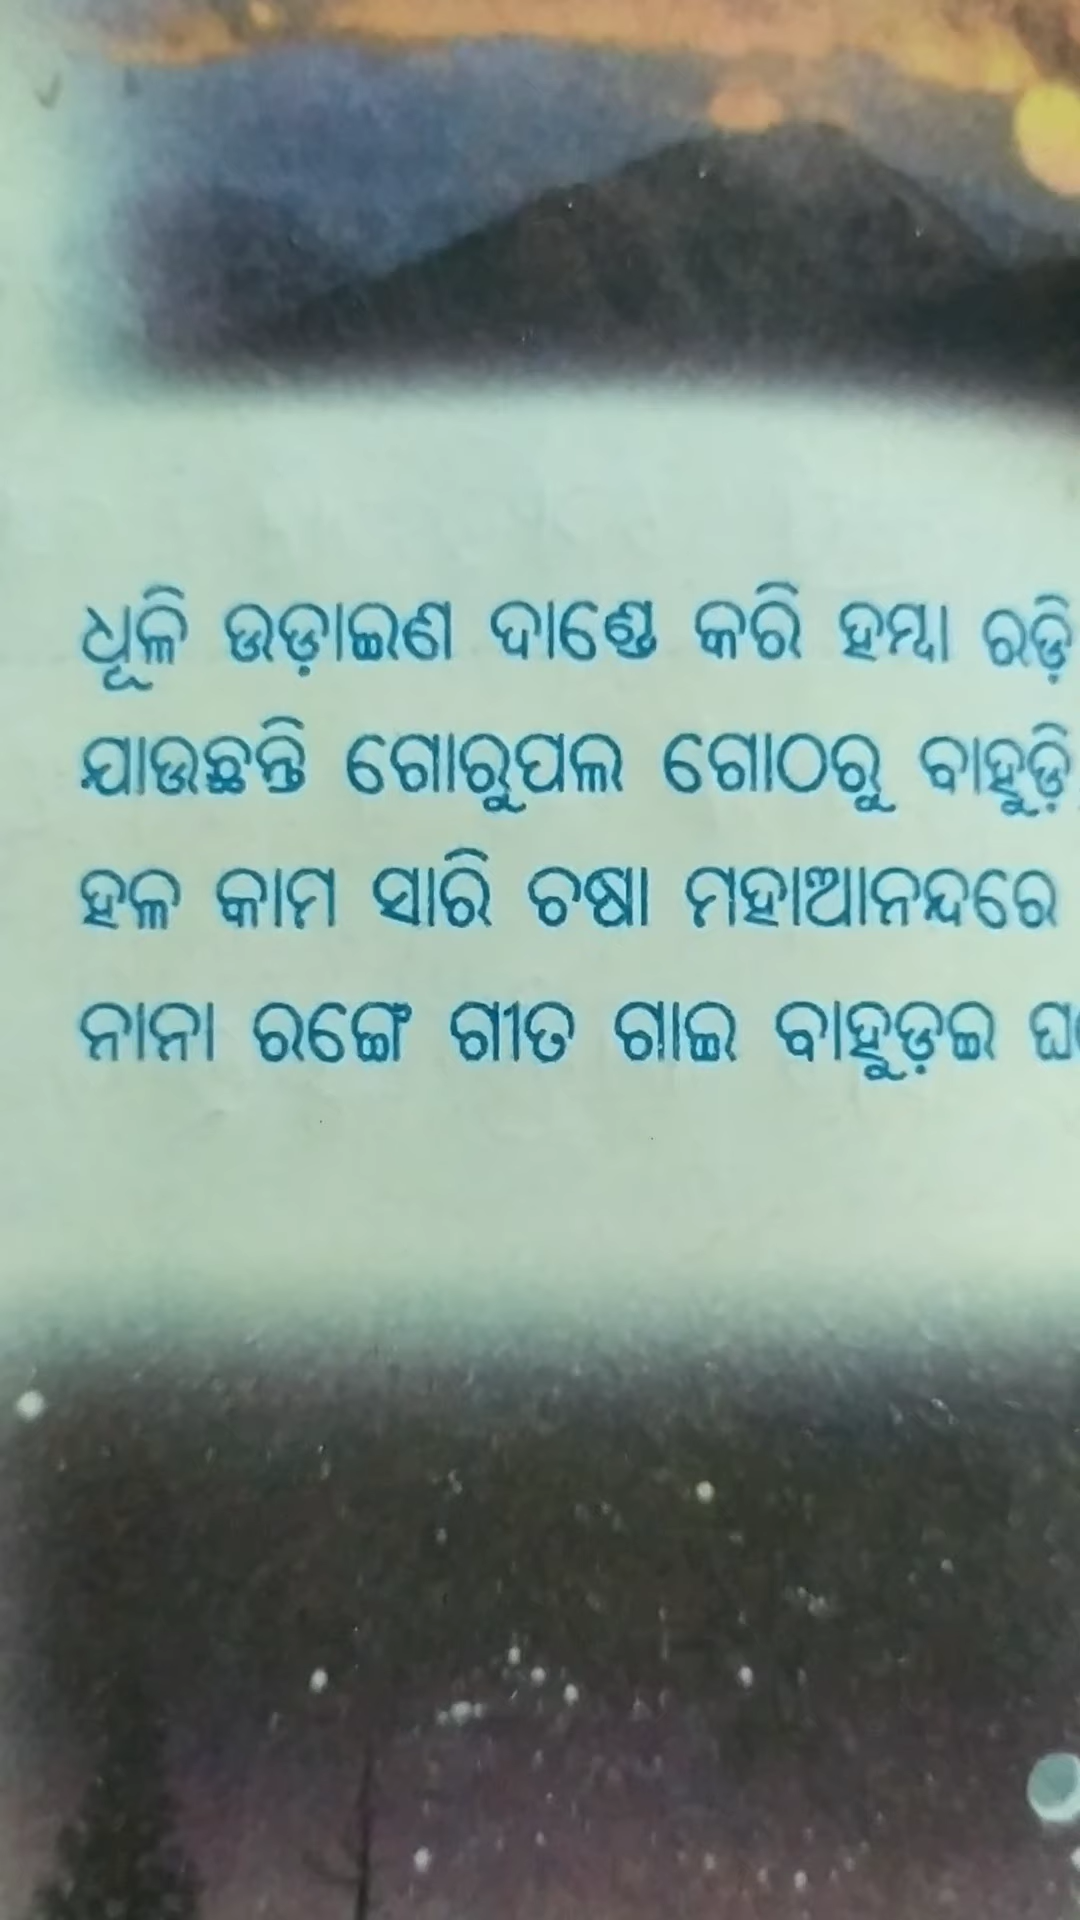 ଧୂଳି ଉଡ଼ାଇଣ ଦାଣ୍ଡେ କରି ହମ୍ବା ରଡ଼ି
ଯାଉଛନ୍ତି ଗୋରୁପଲ ଗୋଠରୁ ବାହୁଡ଼ି
ହଳ କାମ ସାରି ଚଷା ମହାଆନନ୍ଦରେ
ନାନା ରଙ୍ଗେ ଗୀତ ଗାଇ ବାହୁଡ଼ଇ